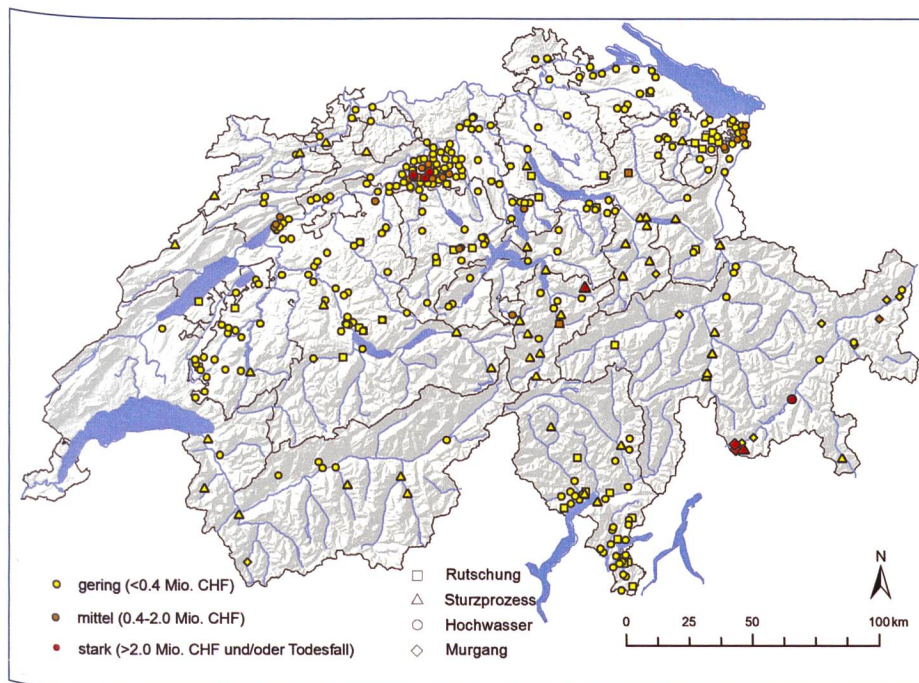 gering (<0.4 Mio. CHF)
mittel (0.4-2.0 Mio. CHF)
stark (>2.0 Mio. CHF und/oder Todesfall)
Rutschung
Sturzprozess
Hochwasser
Murgang
N
0 25 50 100 km